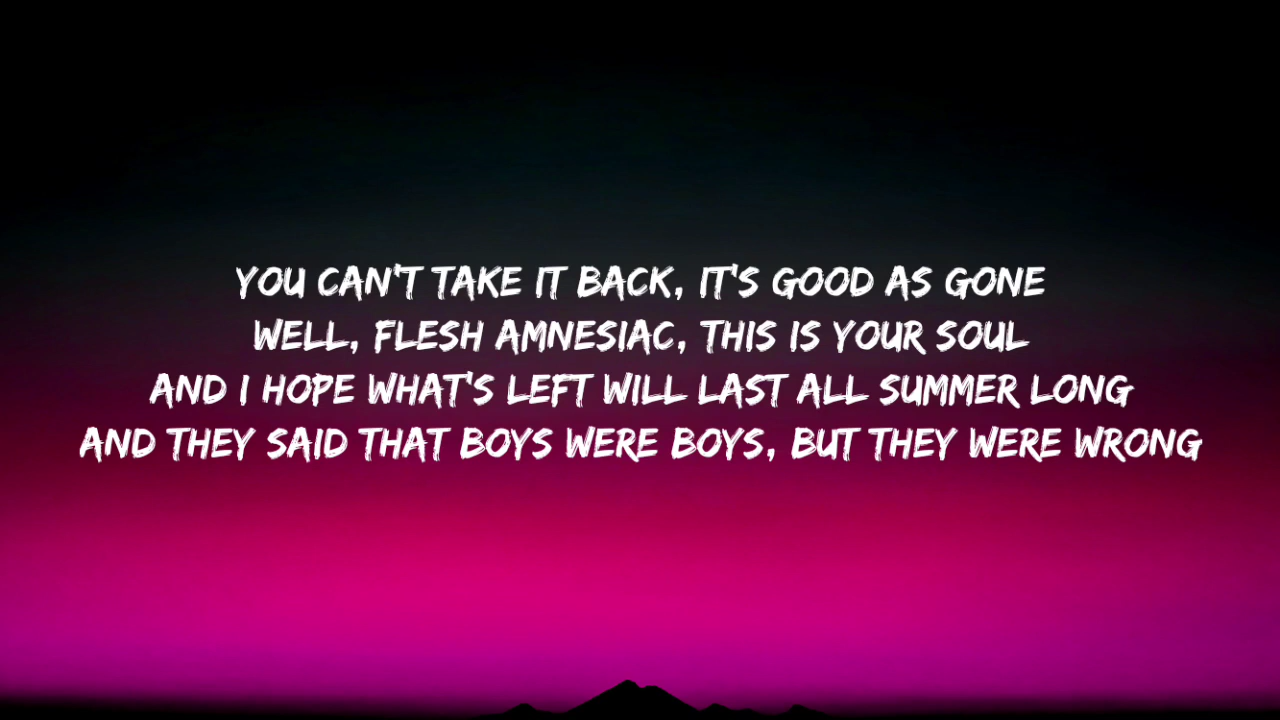 YOU CAN'T TAKE IT BACK, IT'S GOOD AS GONE
WELL, FLESH AMNESIAC, THIS IS YOUR SOUL
AND I HOPE WHAT'S LEFT WILL LAST ALL SUMMER LONG
AND THEY SAID THAT BOYS WERE BOYS, BUT THEY WERE WRONG